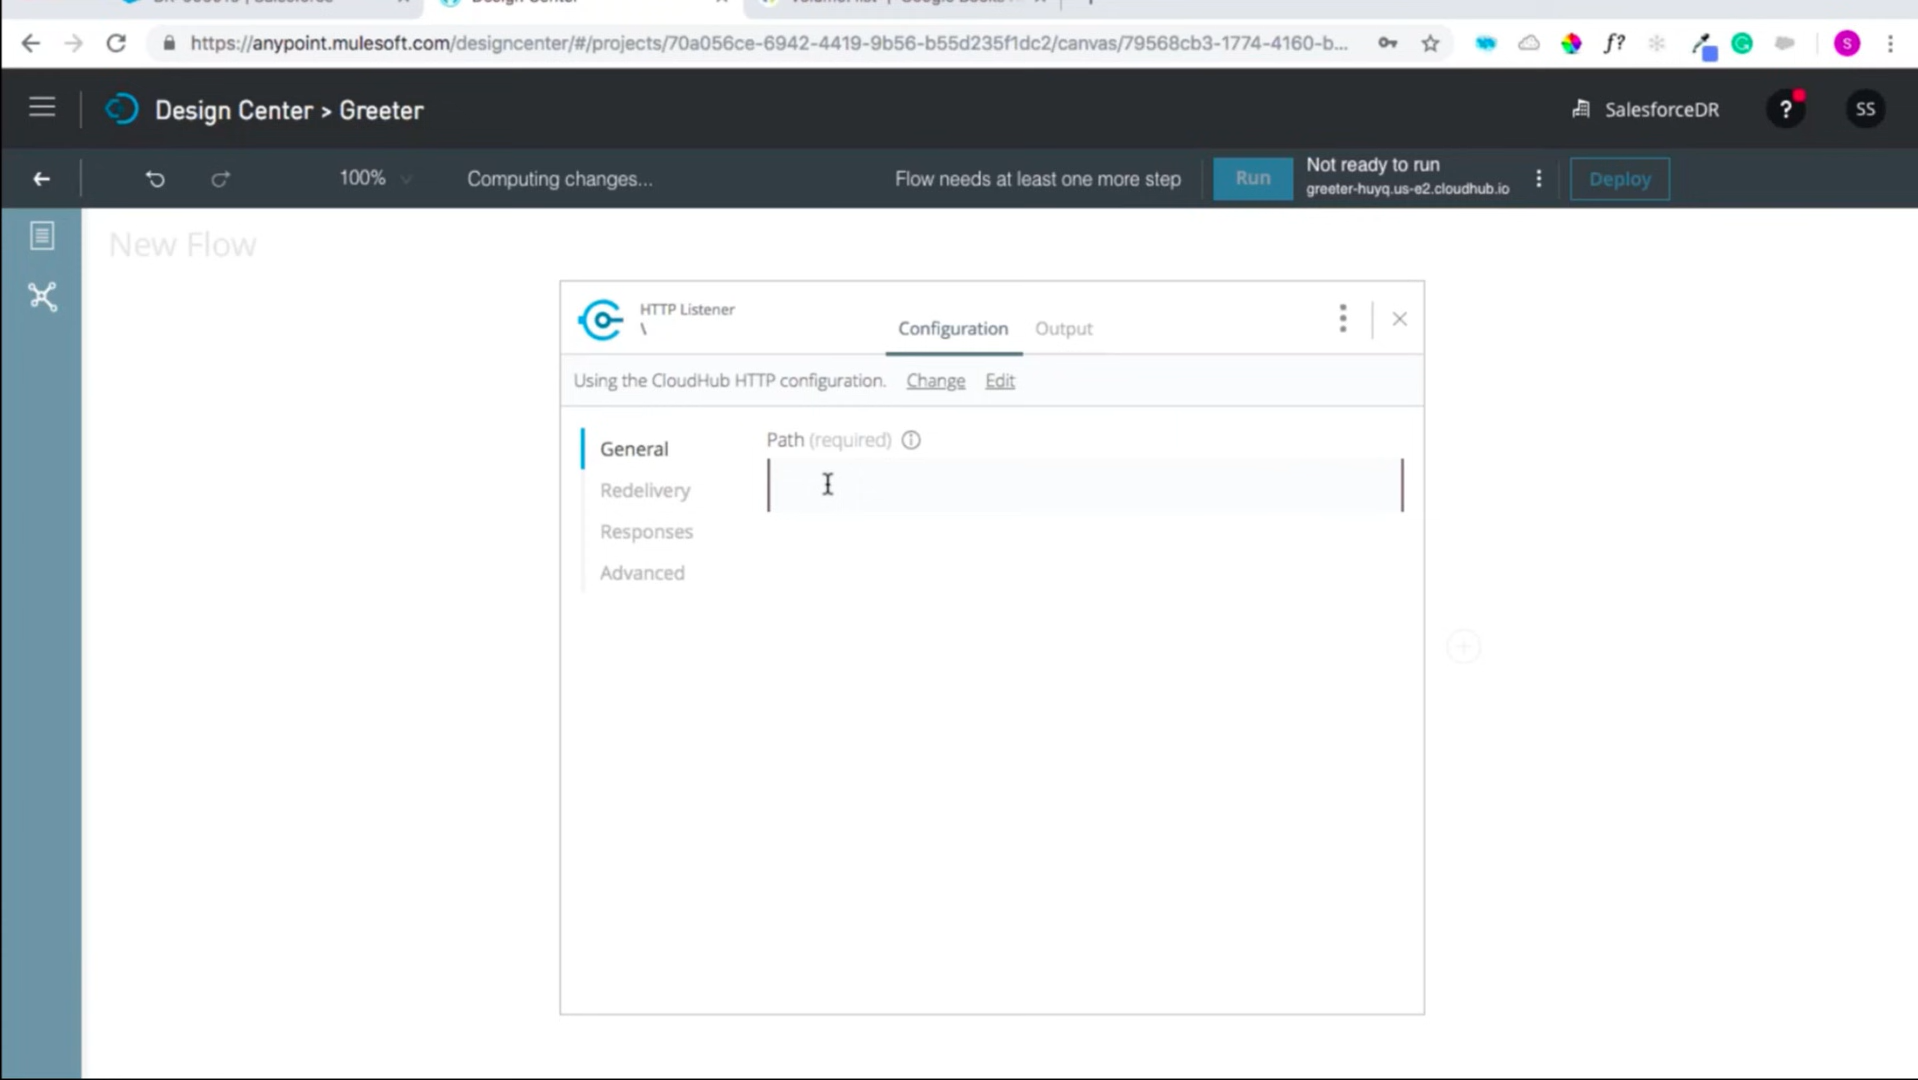 https://anypoint.mulesoft.com/designcenter/#/projects/70a056ce-6942-4419-9b56-b55d235f1dc2/canvas/79568cb3-1774-4160-b...
f?
S
Design Center > Greeter
SalesforceDR
?
SS
100%
Computing changes...
Flow needs at least one more step
Run
Not ready to run
greeter-huyq.us-e2.cloudhub.io
Deploy
New Flow
HTTP Listener
\
Configuration
Output
Using the CloudHub HTTP configuration.
Change
Edit
General
Path (required)
Redelivery
Responses
Advanced